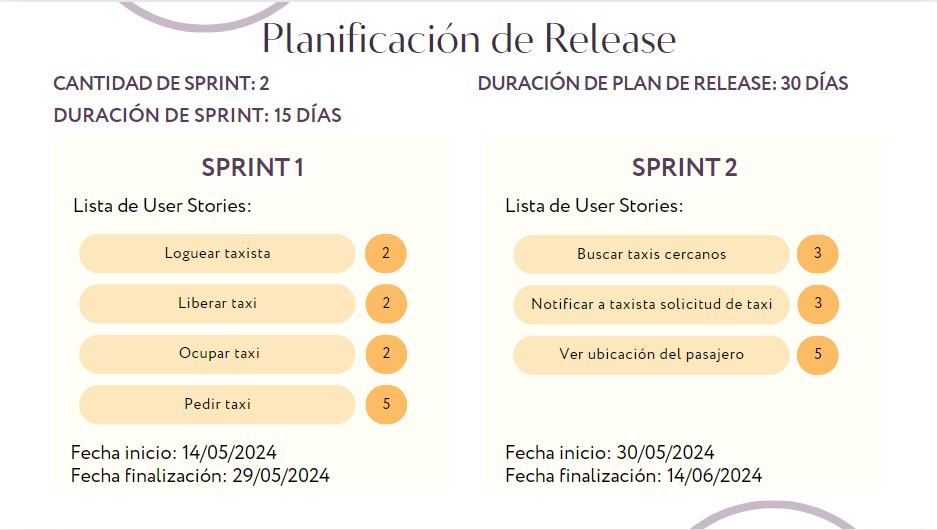 Planificación de Release
CANTIDAD DE SPRINT: 2
DURACIÓN DE PLAN DE RELEASE: 30 DÍAS
DURACIÓN DE SPRINT: 15 DÍAS
SPRINT 1
Lista de User Stories:
Loguear taxista 2
Liberar taxi 2
Ocupar taxi 2
Pedir taxi 5
Fecha inicio: 14/05/2024
Fecha finalización: 29/05/2024
SPRINT 2
Lista de User Stories:
Buscar taxis cercanos 3
Notificar a taxista solicitud de taxi 3
Ver ubicación del pasajero 5
Fecha inicio: 30/05/2024
Fecha finalización: 14/06/2024